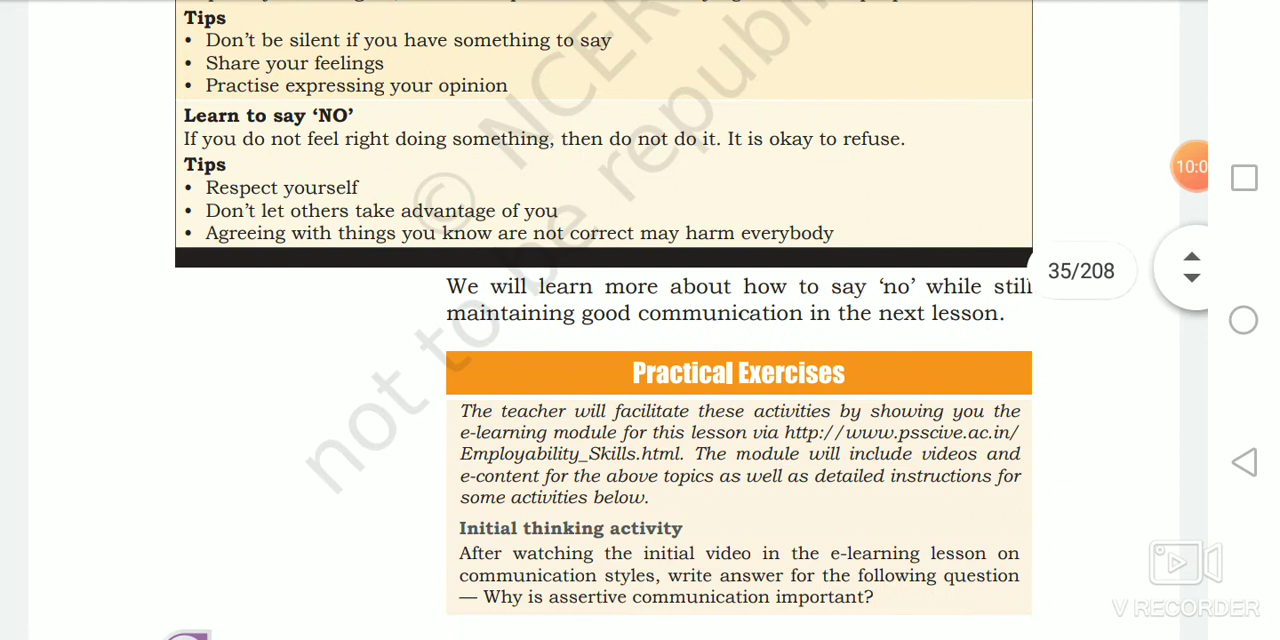 Tips
• Don't be silent if you have something to say
• Share your feelings
• Practise expressing your opinion
Learn to say 'NO'
If you do not feel right doing something, then do not do it. It is okay to refuse.
Tips
• Respect yourself
• Don't let others take advantage of you
• Agreeing with things you know are not correct may harm everybody
We will learn more about how to say 'no' while still
maintaining good communication in the next lesson.
Practical Exercises
The teacher will facilitate these activities by showing you the
e-learning module for this lesson via http://www.psscive.ac.in/
Employability_Skills.html. The module will include videos and
e-content for the above topics as well as detailed instructions for
some activities below.
Initial thinking activity
After watching the initial video in the e-learning lesson on
communication styles, write answer for the following question
— Why is assertive communication important?
© NCER
not to be republi
10:0
35/208
V RECORDER